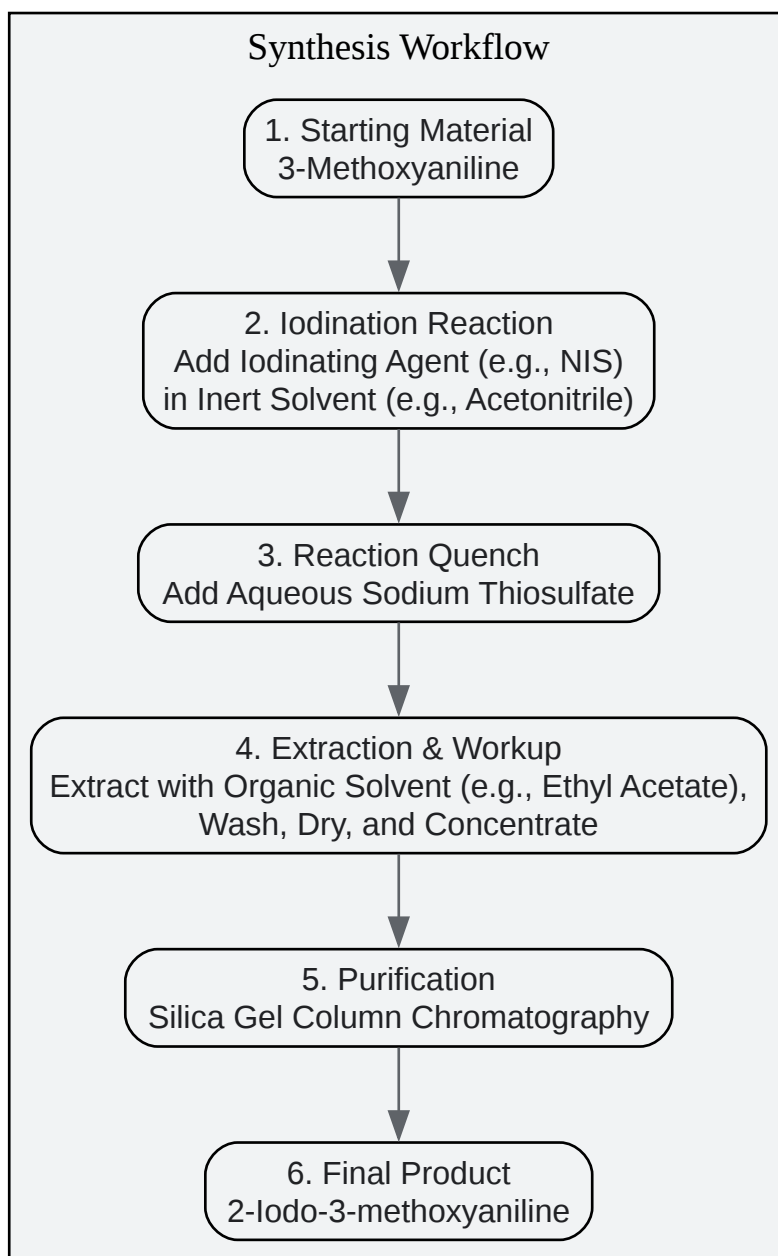 Synthesis Workflow
1. Starting Material
3-Methoxyaniline
2. Iodination Reaction
Add Iodinating Agent (e.g., NIS)
in Inert Solvent (e.g., Acetonitrile)
3. Reaction Quench
Add Aqueous Sodium Thiosulfate
4. Extraction & Workup
Extract with Organic Solvent (e.g., Ethyl Acetate),
Wash, Dry, and Concentrate
5. Purification
Silica Gel Column Chromatography
6. Final Product
2-Iodo-3-methoxyaniline